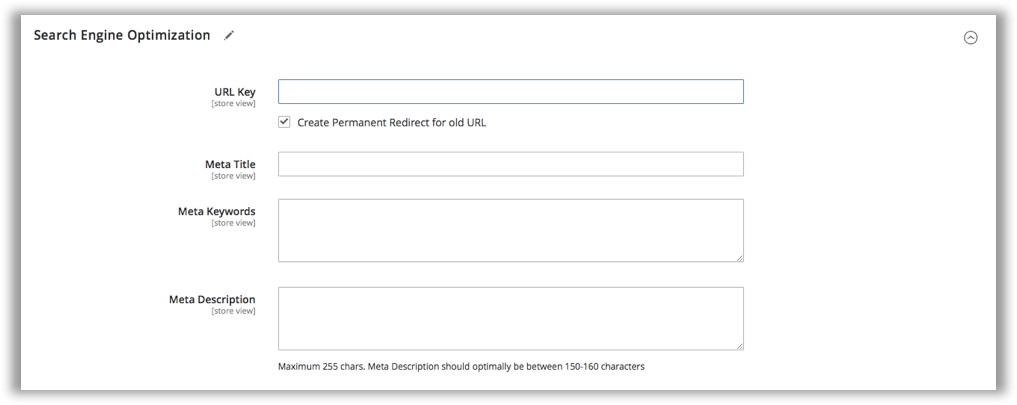 Search Engine Optimization
URL Key
[store view]
Create Permanent Redirect for old URL
Meta Title
[store view]
Meta Keywords
[store view]
Meta Description
[store view]
Maximum 255 chars. Meta Description should optimally be between 150-160 characters